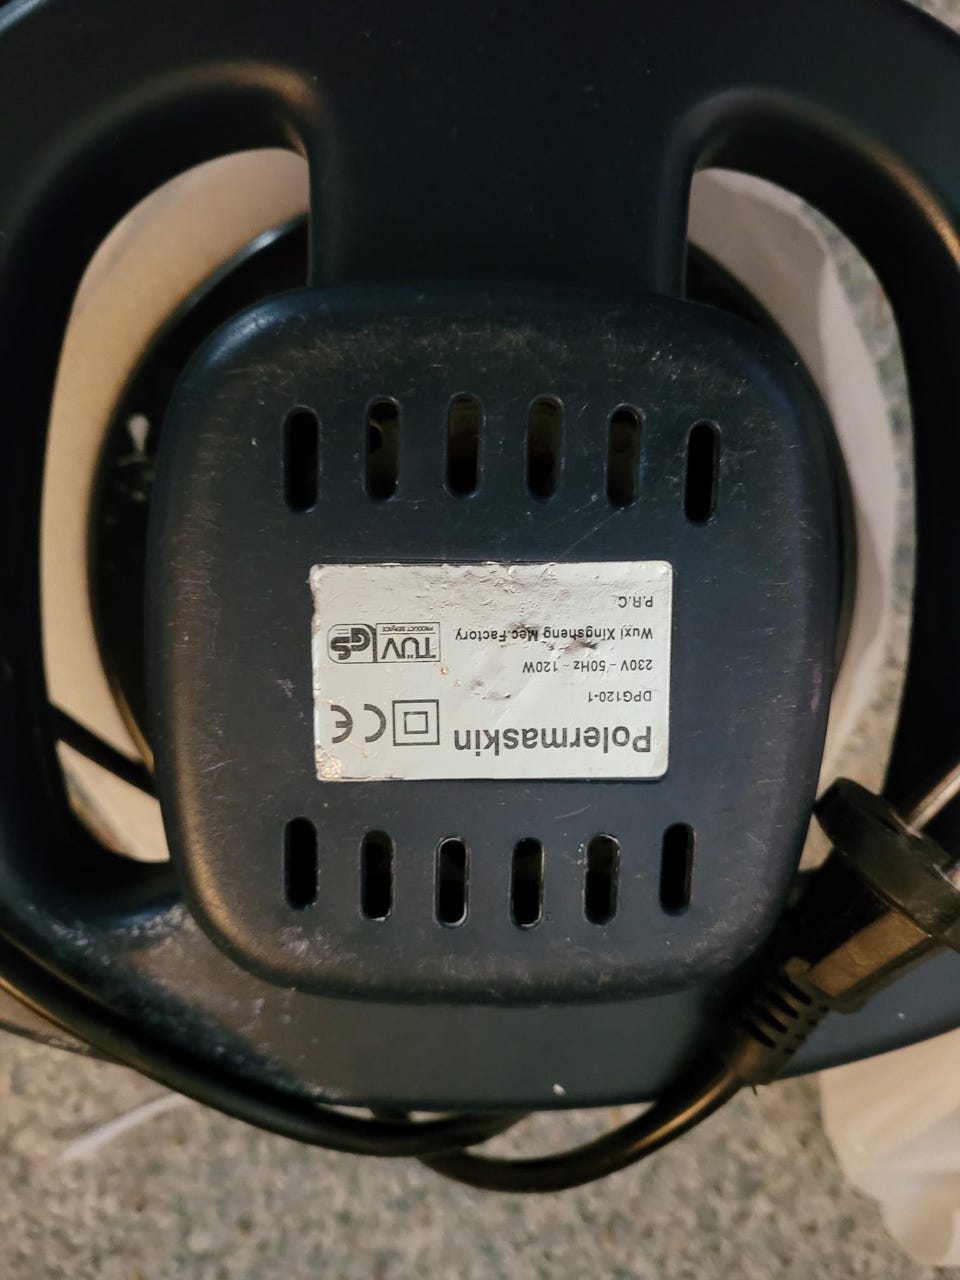 Polermaskin
DPG120-1
230V ~ 50Hz ~ 120W
Wuxi Xingsheng Mec.Factory
P.R.C.
CE
TÜV
PRODUCT SERVICE
GS